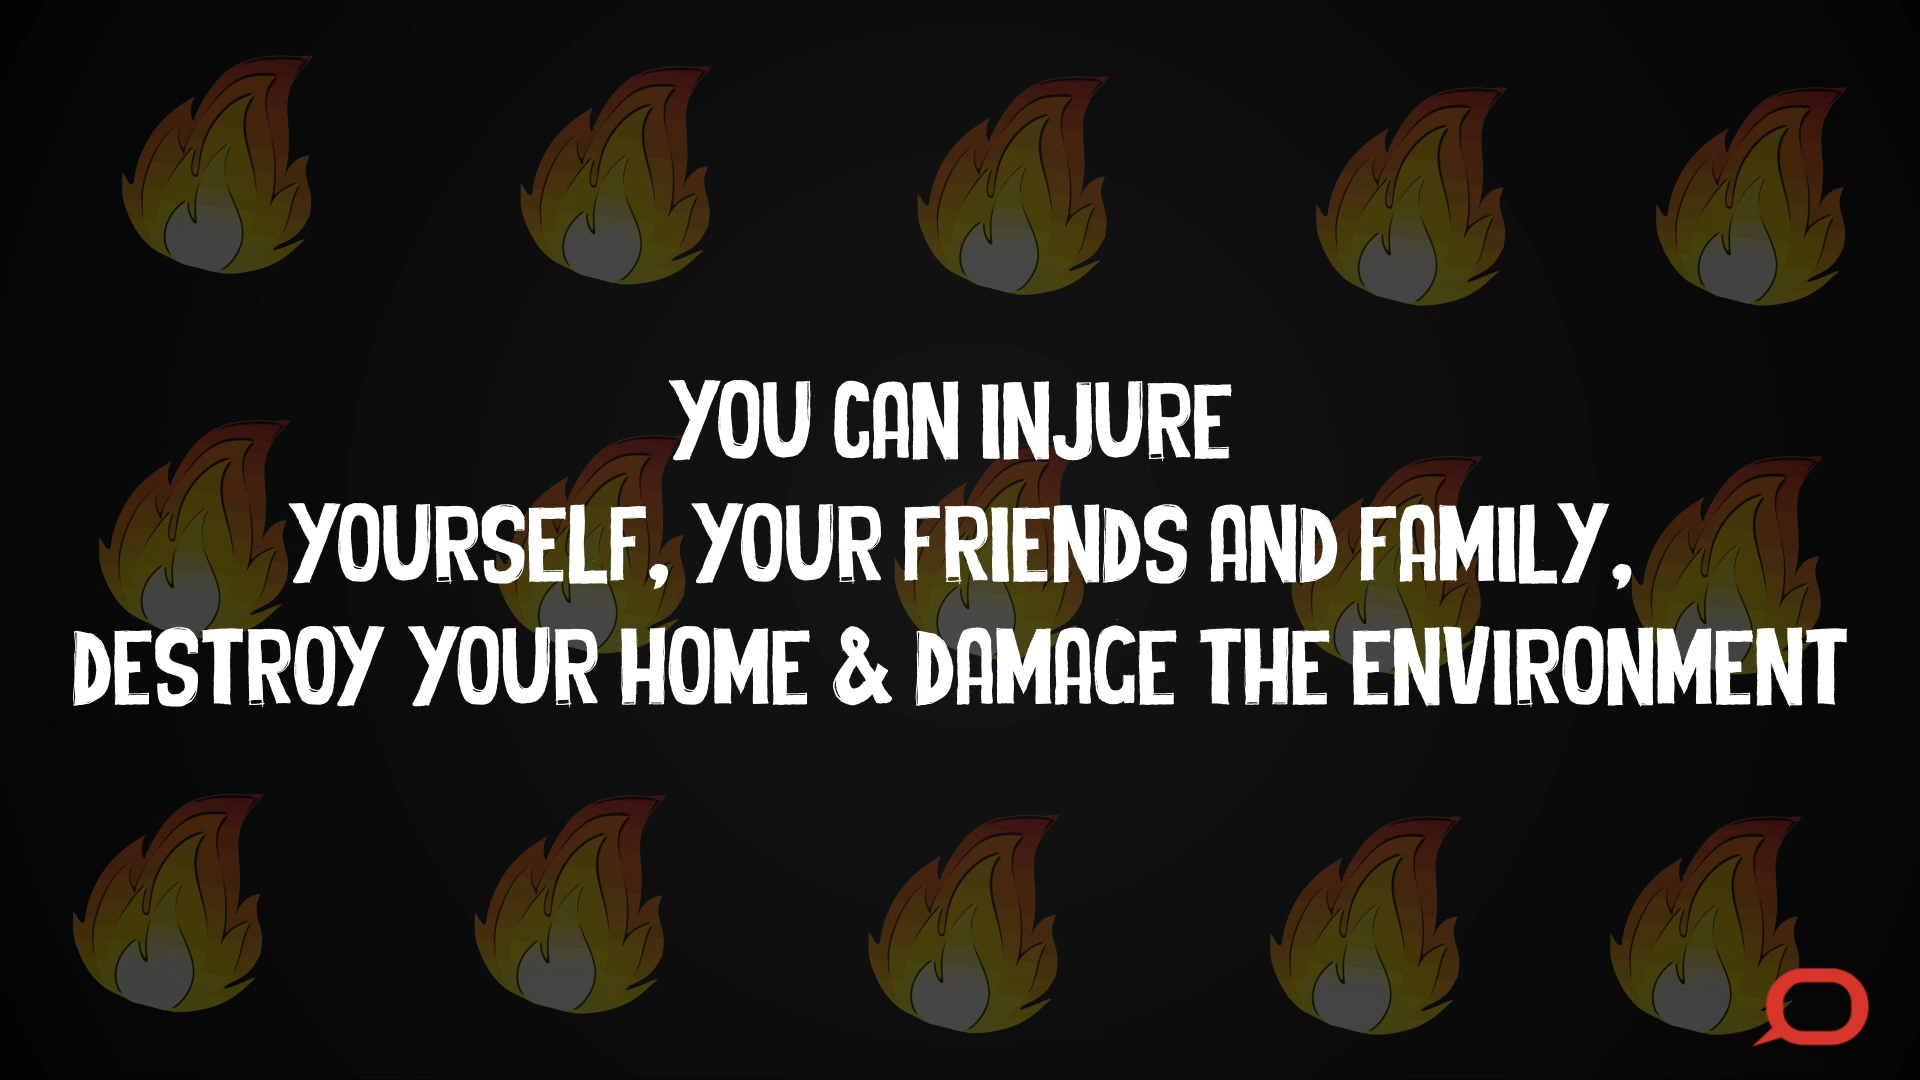 YOU CAN INJURE
YOURSELF, YOUR FRIENDS AND FAMILY,
DESTROY YOUR HOME & DAMAGE THE ENVIRONMENT